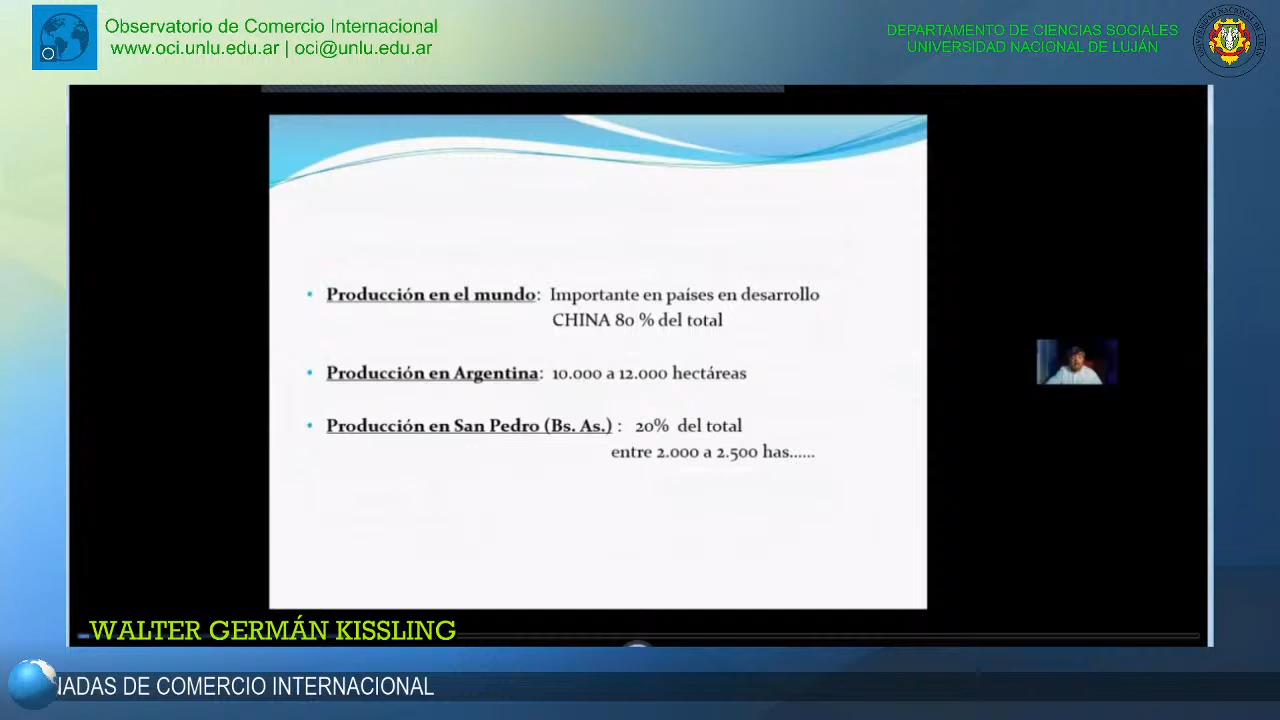 Observatorio de Comercio Internacional
www.oci.unlu.edu.ar | oci@unlu.edu.ar
DEPARTAMENTO DE CIENCIAS SOCIALES
UNIVERSIDAD NACIONAL DE LUJÁN
• Producción en el mundo: Importante en países en desarrollo
CHINA 80 % del total
• Producción en Argentina: 10.000 a 12.000 hectáreas
• Producción en San Pedro (Bs. As.) : 20% del total
entre 2.000 a 2.500 has......
WALTER GERMÁN KISSLING
NADAS DE COMERCIO INTERNACIONAL